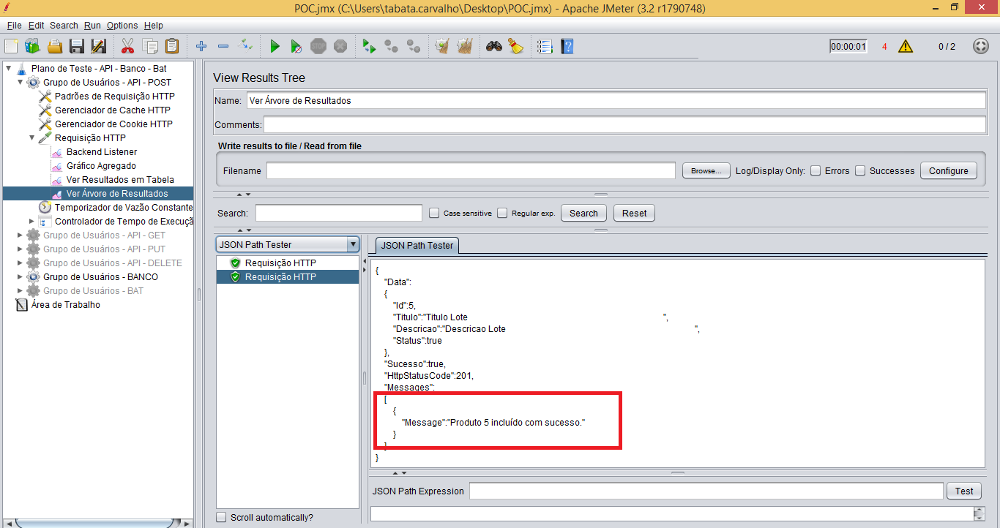 POC.jmx (C:\Users\tabata.carvalho\Desktop\POC.jmx) - Apache JMeter (3.2 r1790748)
File Edit Search Run Options Help
STOP
00:00:01 4 0 / 2
Plano de Teste - API - Banco - Bat
Grupo de Usuários - API - POST
Padrões de Requisição HTTP
Gerenciador de Cache HTTP
Gerenciador de Cookie HTTP
Requisição HTTP
Backend Listener
Gráfico Agregado
Ver Resultados em Tabela
Ver Árvore de Resultados
Temporizador de Vazão Constante
Controlador de Tempo de Execuçã
Grupo de Usuários - API - GET
Grupo de Usuários - API - PUT
Grupo de Usuários - API - DELETE
Grupo de Usuários - BANCO
Grupo de Usuários - BAT
Área de Trabalho
View Results Tree
Name: Ver Árvore de Resultados
Comments:
Write results to file / Read from file
Filename Browse... Log/Display Only: Errors Successes Configure
Search: Case sensitive Regular exp. Search Reset
JSON Path Tester
Requisição HTTP
Requisição HTTP
Scroll automatically?
JSON Path Tester
{
"Data":
{
"Id":5,
"Titulo":"Titulo Lote ",
"Descricao":"Descricao Lote ",
"Status":true
},
"Sucesso":true,
"HttpStatusCode":201,
"Messages":
[
{
"Message":"Produto 5 incluído com sucesso."
}
]
}
JSON Path Expression Test